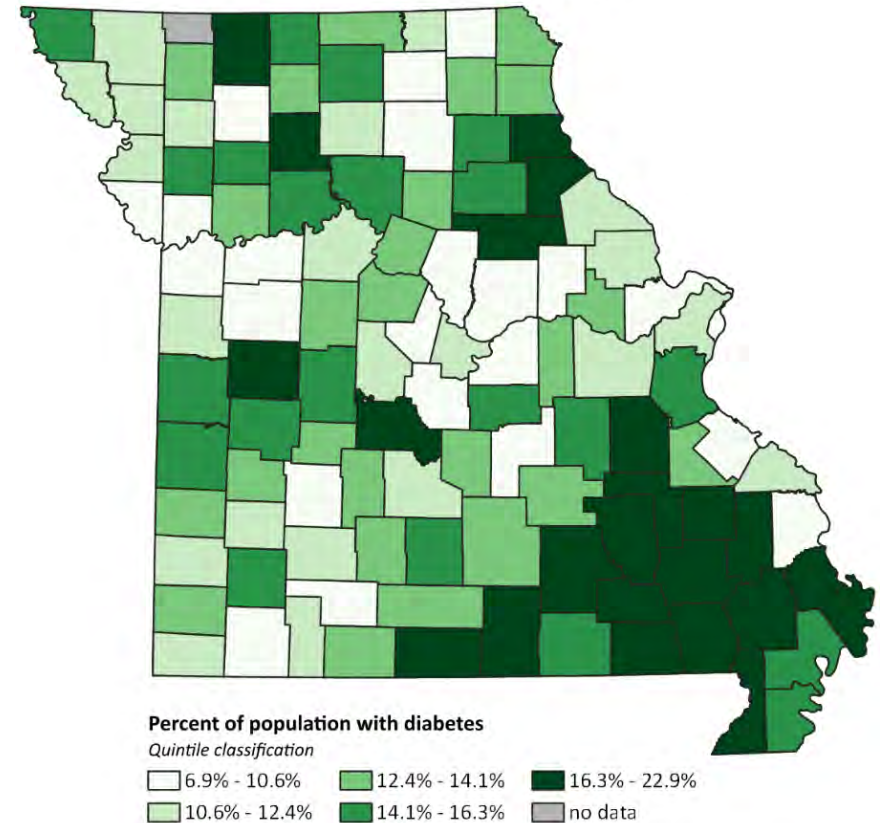 Percent of population with diabetes
Quintile classification
6.9% - 10.6% 12.4% - 14.1% 16.3% - 22.9%
10.6% - 12.4% 14.1% - 16.3% no data